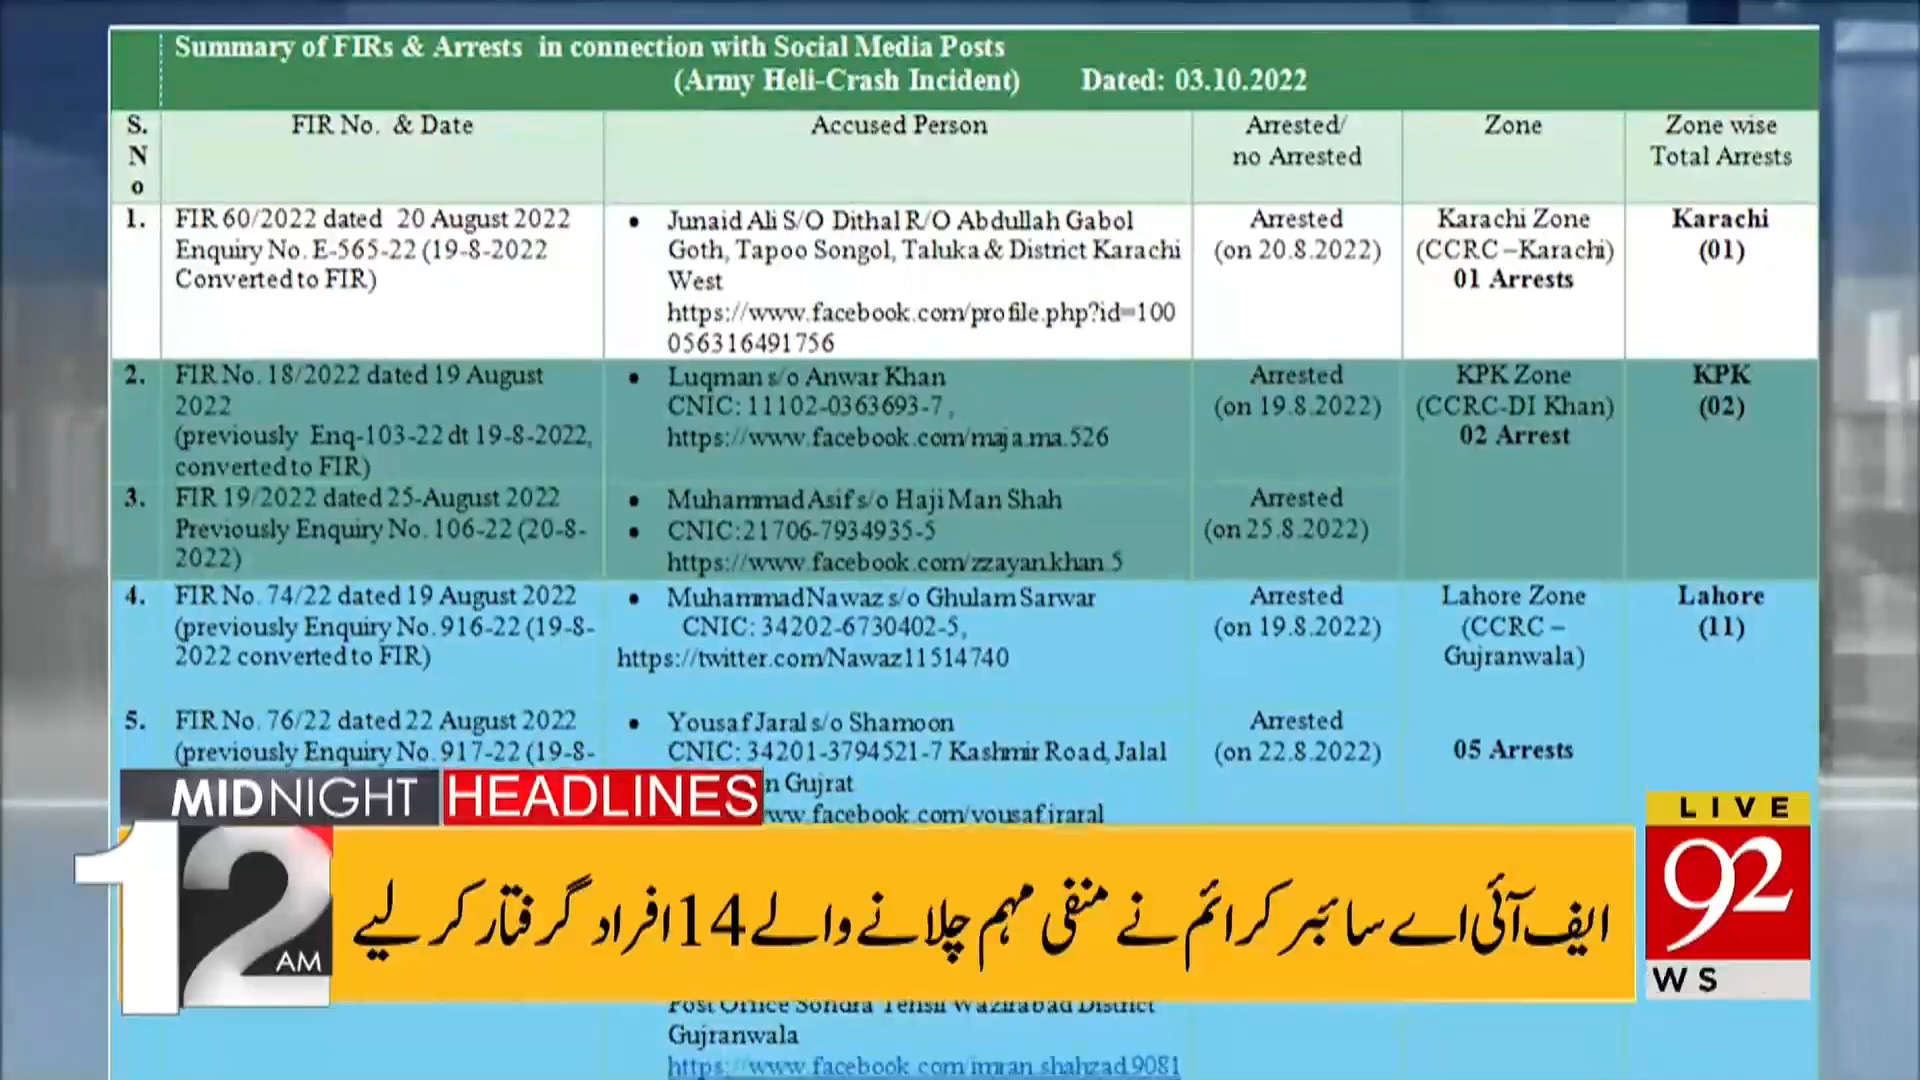 Summary of FIRs & Arrests in connection with Social Media Posts
(Army Heli-Crash Incident) Dated: 03.10.2022
S. No
FIR No. & Date
Accused Person
Arrested/
no Arrested
Zone
Zone wise
Total Arrests
1.
FIR 60/2022 dated 20 August 2022
Enquiry No. E-565-22 (19-8-2022
Converted to FIR)
• Junaid Ali S/O Dithal R/O Abdullah Gabol
Goth, Tapoo Songol, Taluka & District Karachi
West
https://www.facebook.com/profile.php?id=100
056316491756
Arrested
(on 20.8.2022)
Karachi Zone
(CCRC –Karachi)
01 Arrests
Karachi
(01)
2.
FIR No. 18/2022 dated 19 August
2022
(previously Enq-103-22 dt 19-8-2022,
converted to FIR)
• Luqman s/o Anwar Khan
CNIC: 11102-0363693-7 ,
https://www.facebook.com/maja.ma.526
Arrested
(on 19.8.2022)
KPK Zone
(CCRC-DI Khan)
02 Arrest
KPK
(02)
3.
FIR 19/2022 dated 25-August 2022
Previously Enquiry No. 106-22 (20-8-
2022)
• Muhammad Asif s/o Haji Man Shah
• CNIC:21706-7934935-5
https://www.facebook.com/zzayan.khan.5
Arrested
(on 25.8.2022)
4.
FIR No. 74/22 dated 19 August 2022
(previously Enquiry No. 916-22 (19-8-
2022 converted to FIR)
• Muhammad Nawaz s/o Ghulam Sarwar
CNIC: 34202-6730402-5,
https://twitter.com/Nawaz11514740
Arrested
(on 19.8.2022)
Lahore Zone
(CCRC –
Gujranwala)
Lahore
(11)
5.
FIR No. 76/22 dated 22 August 2022
(previously Enquiry No. 917-22 (19-8-
• Yousaf Jaral s/o Shamoon
CNIC: 34201-3794521-7 Kashmir Road, Jalal
n Gujrat
ww.facebook.com/yousaf.jraral
Arrested
(on 22.8.2022)
05 Arrests
MIDNIGHT HEADLINES
12 AM
ایف آئی اے سائبر کرائم نے منفی مہم چلانے والے 14 افراد گرفتار کر لیے
LIVE
92
WS
Post Office Sohdra Tehsil Wazirabad District
Gujranwala
https://www.facebook.com/imran.shahzad.9081